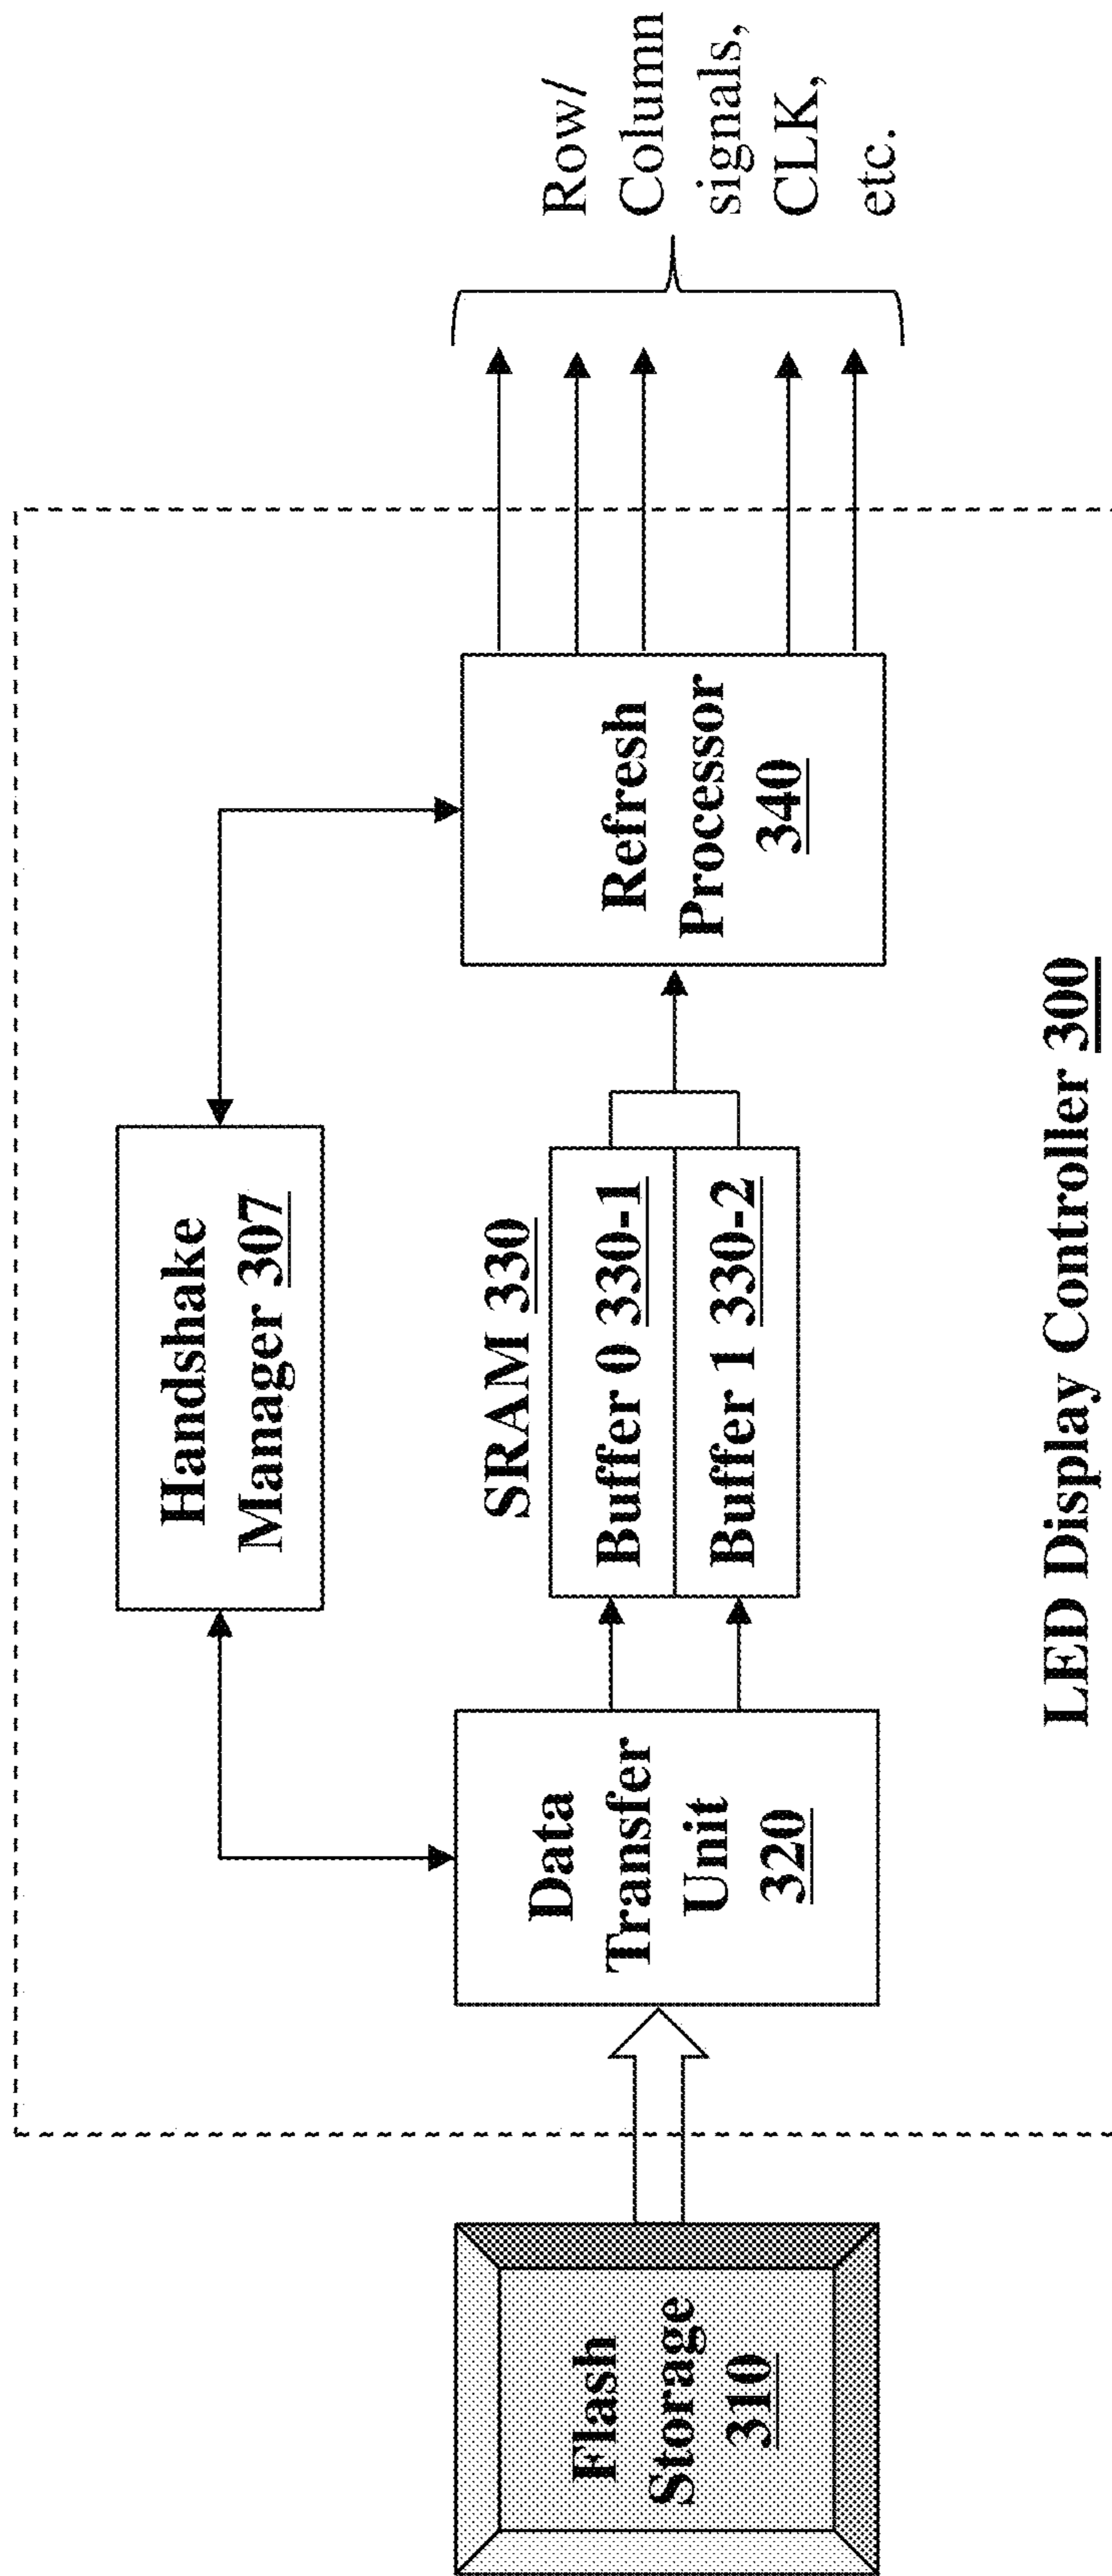 Flash
Storage
310
Data
Transfer
Unit
320
Handshake
Manager 307
SRAM 330
Buffer 0 330-1
Buffer 1 330-2
Refresh
Processor
340
Row/
Column
signals,
CLK,
etc.
LED Display Controller 300